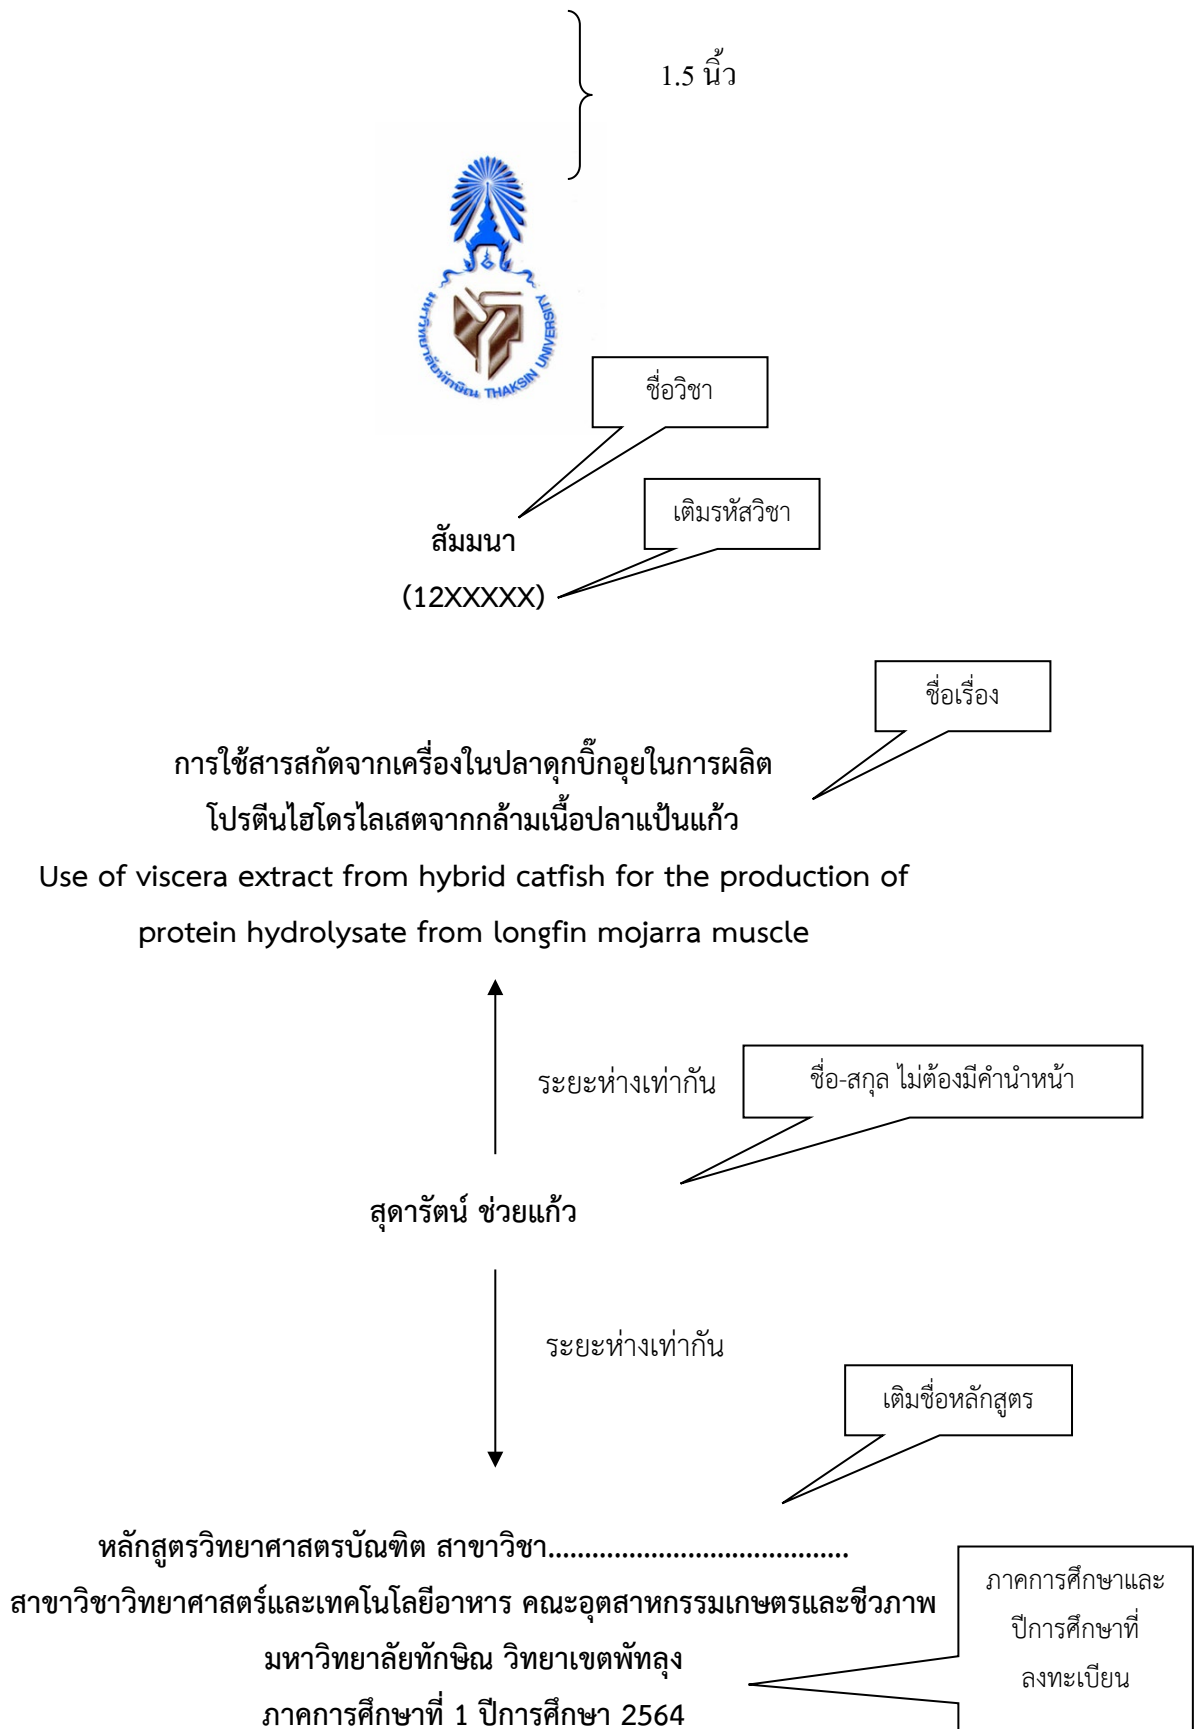 1.5 นิ้ว
มหาวิทยาลัยทักษิณ THAKSIN UNIVERSITY
ชื่อวิชา
เติมรหัสวิชา
สัมมนา
(12XXXXX)
ชื่อเรื่อง
การใช้สารสกัดจากเครื่องในปลาดุกบิ๊กอุยในการผลิต
โปรตีนไฮโดรไลเสตจากกล้ามเนื้อปลาแป้นแก้ว
Use of viscera extract from hybrid catfish for the production of
protein hydrolysate from longfin mojarra muscle
ระยะห่างเท่ากัน
ชื่อ-สกุล ไม่ต้องมีคำนำหน้า
สุดารัตน์ ช่วยแก้ว
ระยะห่างเท่ากัน
เติมชื่อหลักสูตร
หลักสูตรวิทยาศาสตรบัณฑิต สาขาวิชา.........................................
สาขาวิชาวิทยาศาสตร์และเทคโนโลยีอาหาร คณะอุตสาหกรรมเกษตรและชีวภาพ
มหาวิทยาลัยทักษิณ วิทยาเขตพัทลุง
ภาคการศึกษาที่ 1 ปีการศึกษา 2564
ภาคการศึกษาและ
ปีการศึกษาที่
ลงทะเบียน